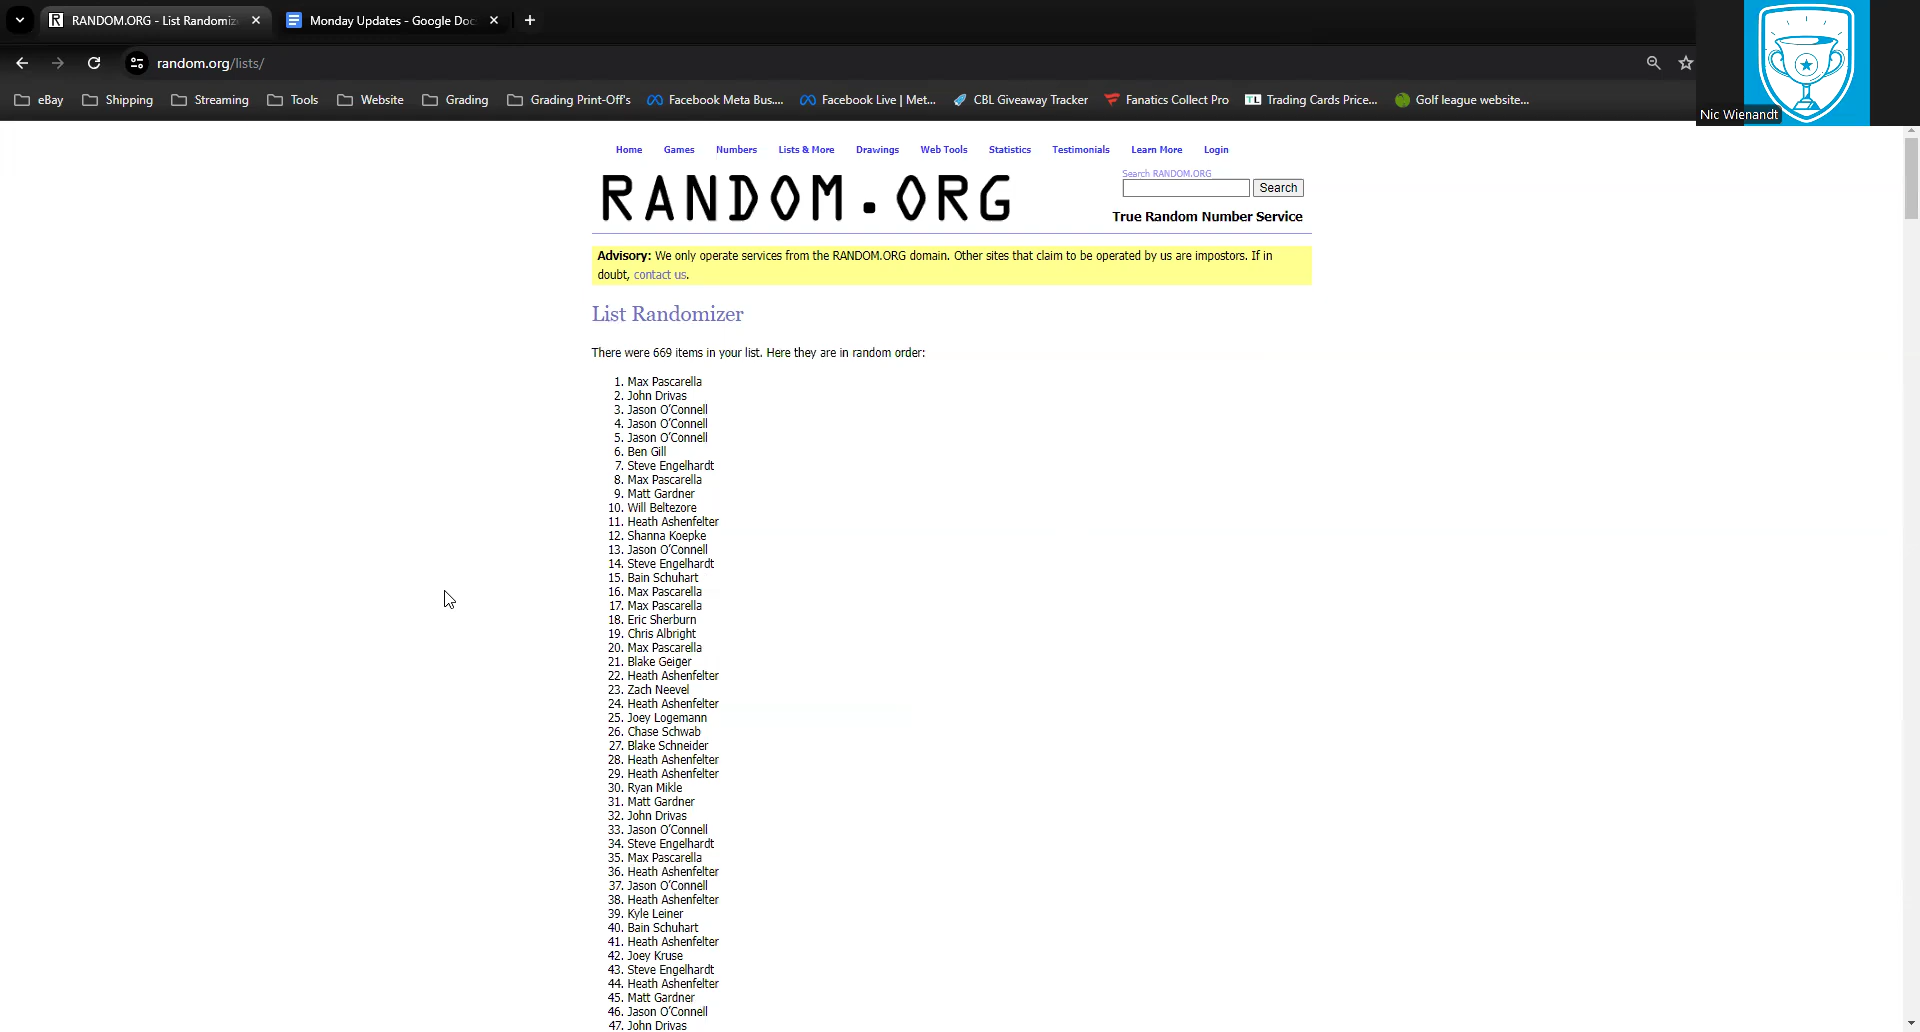 RANDOM.ORG - List Randomiz
Monday Updates - Google Doc
random.org/lists/
eBay
Shipping
Streaming
Tools
Website
Grading
Grading Print-Off's
Facebook Meta Bus....
Facebook Live | Met...
CBL Giveaway Tracker
Fanatics Collect Pro
TL
Trading Cards Price...
Golf league website...
Nic Wienandt
Home Games Numbers Lists & More Drawings Web Tools Statistics Testimonials Learn More Login
RANDOM.ORG
Search RANDOM.ORG
Search
True Random Number Service
Advisory: We only operate services from the RANDOM.ORG domain. Other sites that claim to be operated by us are impostors. If in
doubt, contact us.
List Randomizer
There were 669 items in your list. Here they are in random order:
1. Max Pascarella
2. John Drivas
3. Jason O'Connell
4. Jason O'Connell
5. Jason O'Connell
6. Ben Gill
7. Steve Engelhardt
8. Max Pascarella
9. Matt Gardner
10. Will Beltezore
11. Heath Ashenfelter
12. Shanna Koepke
13. Jason O'Connell
14. Steve Engelhardt
15. Bain Schuhart
16. Max Pascarella
17. Max Pascarella
18. Eric Sherburn
19. Chris Albright
20. Max Pascarella
21. Blake Geiger
22. Heath Ashenfelter
23. Zach Neevel
24. Heath Ashenfelter
25. Joey Logemann
26. Chase Schwab
27. Blake Schneider
28. Heath Ashenfelter
29. Heath Ashenfelter
30. Ryan Mikle
31. Matt Gardner
32. John Drivas
33. Jason O'Connell
34. Steve Engelhardt
35. Max Pascarella
36. Heath Ashenfelter
37. Jason O'Connell
38. Heath Ashenfelter
39. Kyle Leiner
40. Bain Schuhart
41. Heath Ashenfelter
42. Joey Kruse
43. Steve Engelhardt
44. Heath Ashenfelter
45. Matt Gardner
46. Jason O'Connell
47. John Drivas